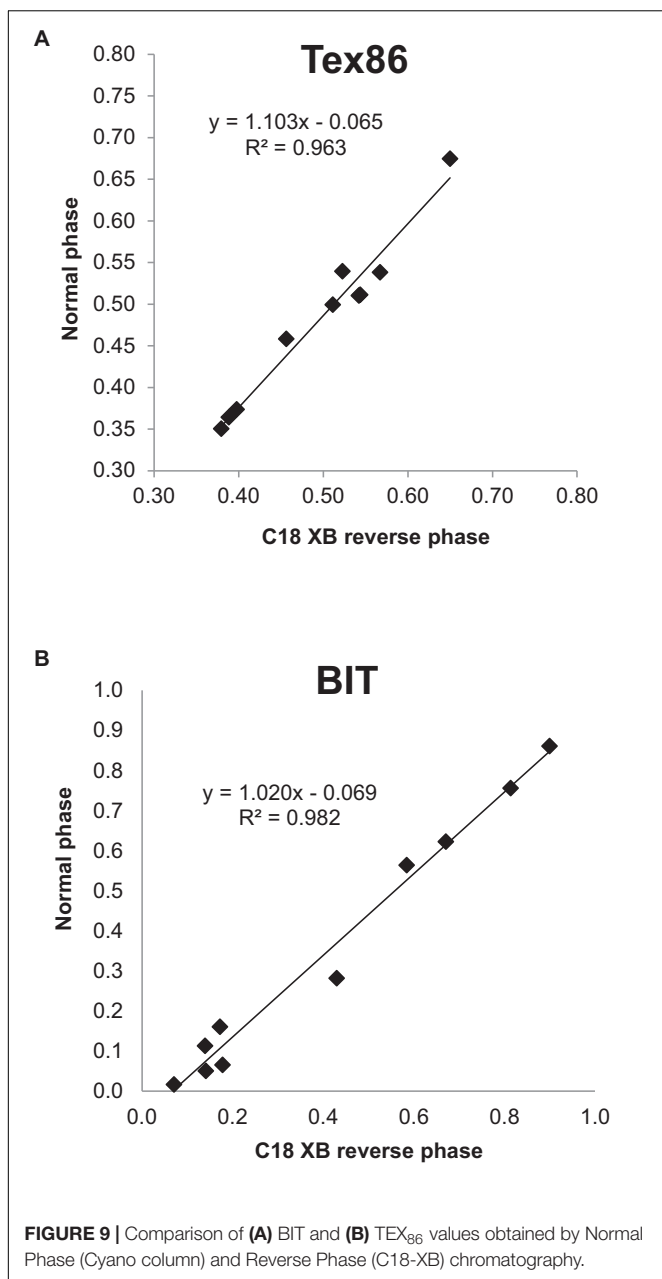 A
Tex86
0.80
0.75
0.70
0.65
0.60
0.55
0.50
0.45
0.40
0.35
0.30
Normal phase
y = 1.103x - 0.065
R² = 0.963
0.30 0.40 0.50 0.60 0.70 0.80
C18 XB reverse phase
B
BIT
1.0
0.9
0.8
0.7
0.6
0.5
0.4
0.3
0.2
0.1
0.0
Normal phase
y = 1.020x - 0.069
R² = 0.982
0.0 0.2 0.4 0.6 0.8 1.0
C18 XB reverse phase
FIGURE 9 | Comparison of (A) BIT and (B) TEX₈₆ values obtained by Normal
Phase (Cyano column) and Reverse Phase (C18-XB) chromatography.